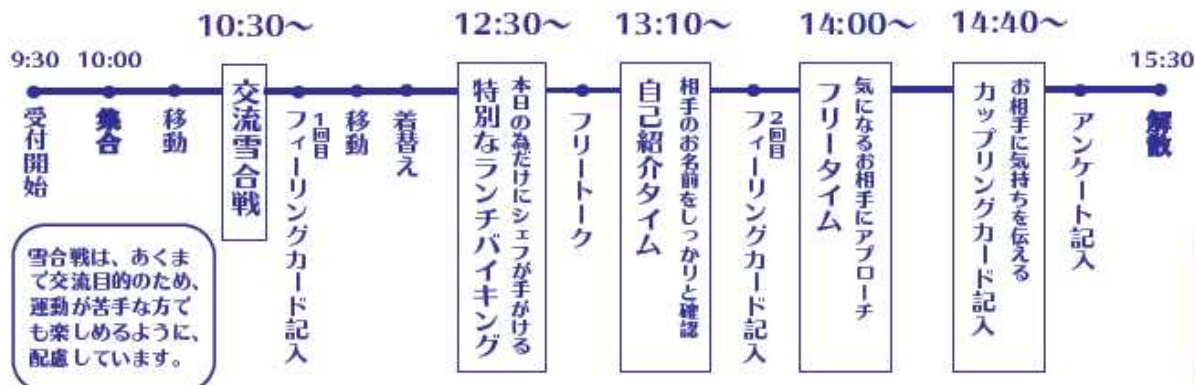 10:30～
12:30～
13:10～
14:00～
14:40～
9:30
10:00
15:30
受付開始
集合
移動
交流雪合戦
1回目
フィーリングカード記入
移動
着替え
本日の為だけにシェフが手がける
特別なランチバイキング
フリートーク
相手のお名前をしっかりと確認
自己紹介タイム
2回目
フィーリングカード記入
気になるお相手にアプローチ
フリータイム
お相手に気持ちを伝える
カップリングカード記入
アンケート記入
解散
雪合戦は、あくま
で交流目的のため、
運動が苦手な方で
も楽しめるように、
配慮しています。